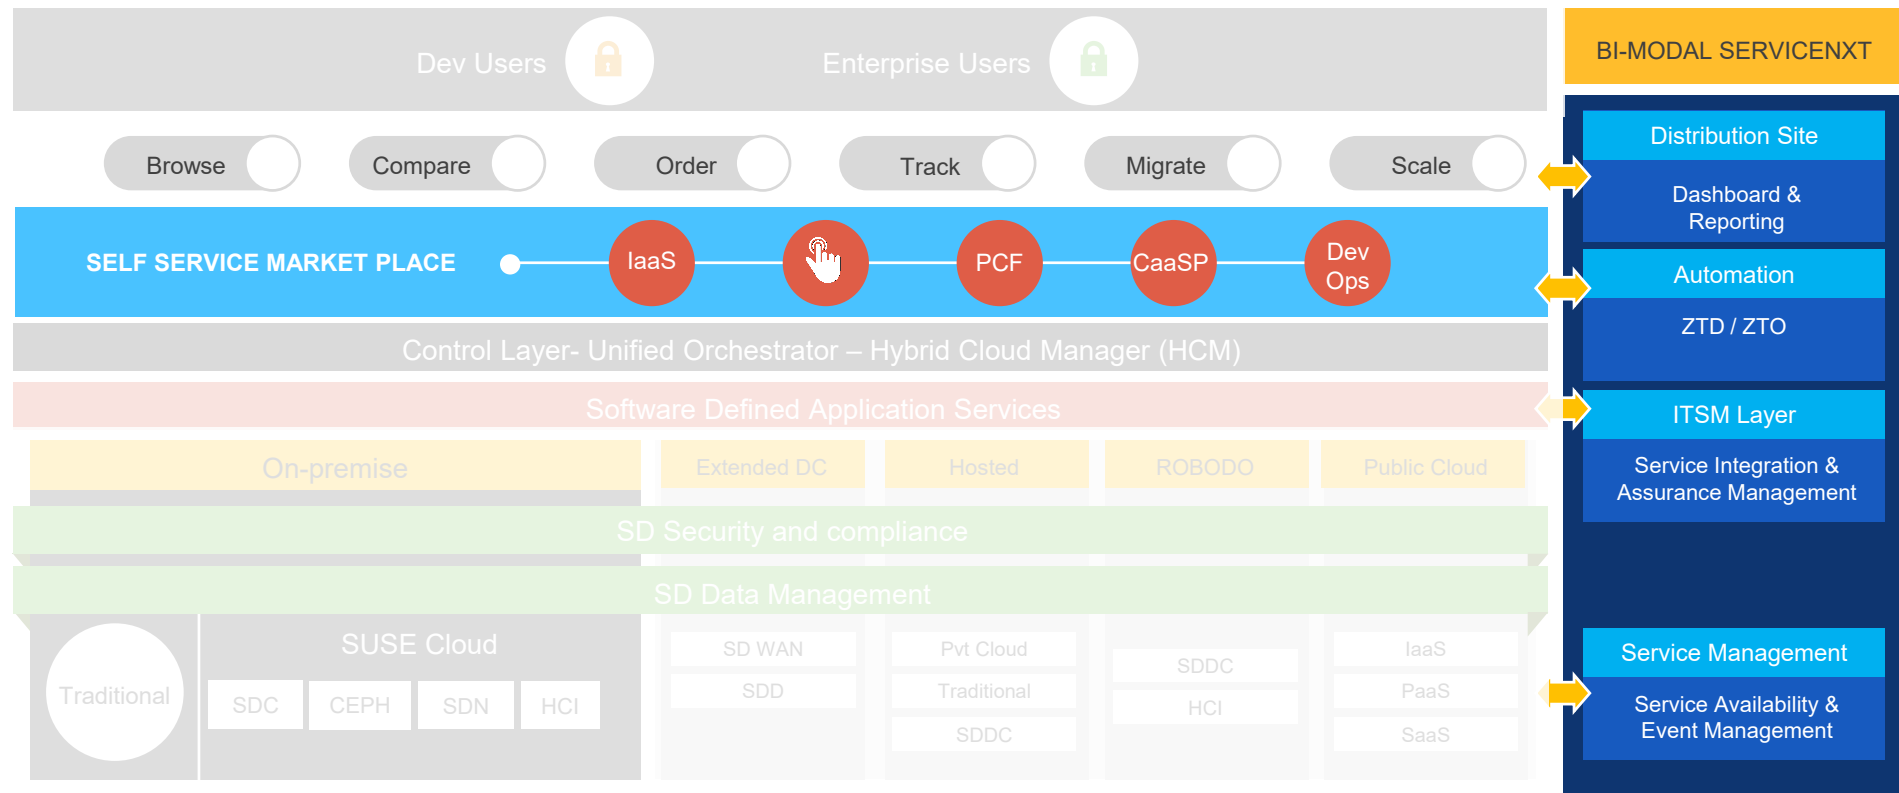 Dev Users
Enterprise Users
BI-MODAL SERVICENXT
Browse
Compare
Order
Track
Migrate
Scale
SELF SERVICE MARKET PLACE
IaaS
PCF
CaaSP
Dev
Ops
Control Layer- Unified Orchestrator – Hybrid Cloud Manager (HCM)
Software Defined Application Services
On-premise
Extended DC
Hosted
ROBODO
Public Cloud
SD Security and compliance
SD Data Management
Traditional
SUSE Cloud
SDC
CEPH
SDN
HCI
SD WAN
SDD
Pvt Cloud
Traditional
SDDC
SDDC
HCI
IaaS
PaaS
SaaS
Distribution Site
Dashboard &
Reporting
Automation
ZTD / ZTO
ITSM Layer
Service Integration &
Assurance Management
Service Management
Service Availability &
Event Management